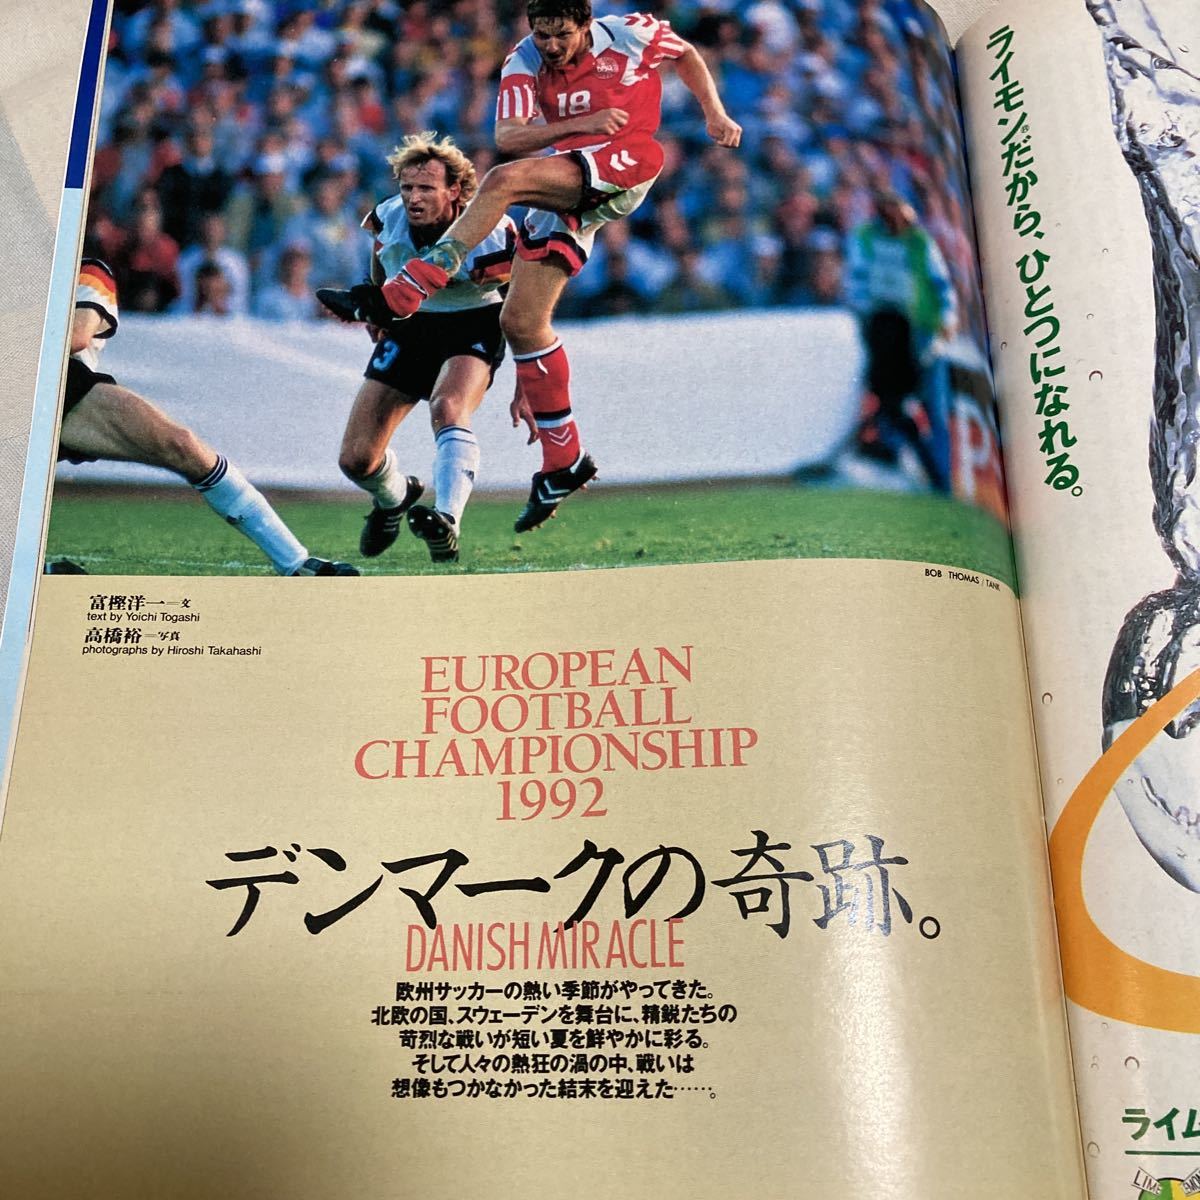 18
3
BOB THOMAS / TANK
富樫洋一＝文
text by Yoichi Togashi
高橋裕＝写真
photographs by Hiroshi Takahashi
EUROPEAN
FOOTBALL
CHAMPIONSHIP
1992
デンマークの奇跡。
DANISH MIRACLE
欧州サッカーの熱い季節がやってきた。
北欧の国、スウェーデンを舞台に、精鋭たちの
苛烈な戦いが短い夏を鮮やかに彩る。
そして人々の熱狂の渦の中、戦いは
想像もつかなかった結末を迎えた……。
ライモン®だから、ひとつになれる。
ライム
LIME